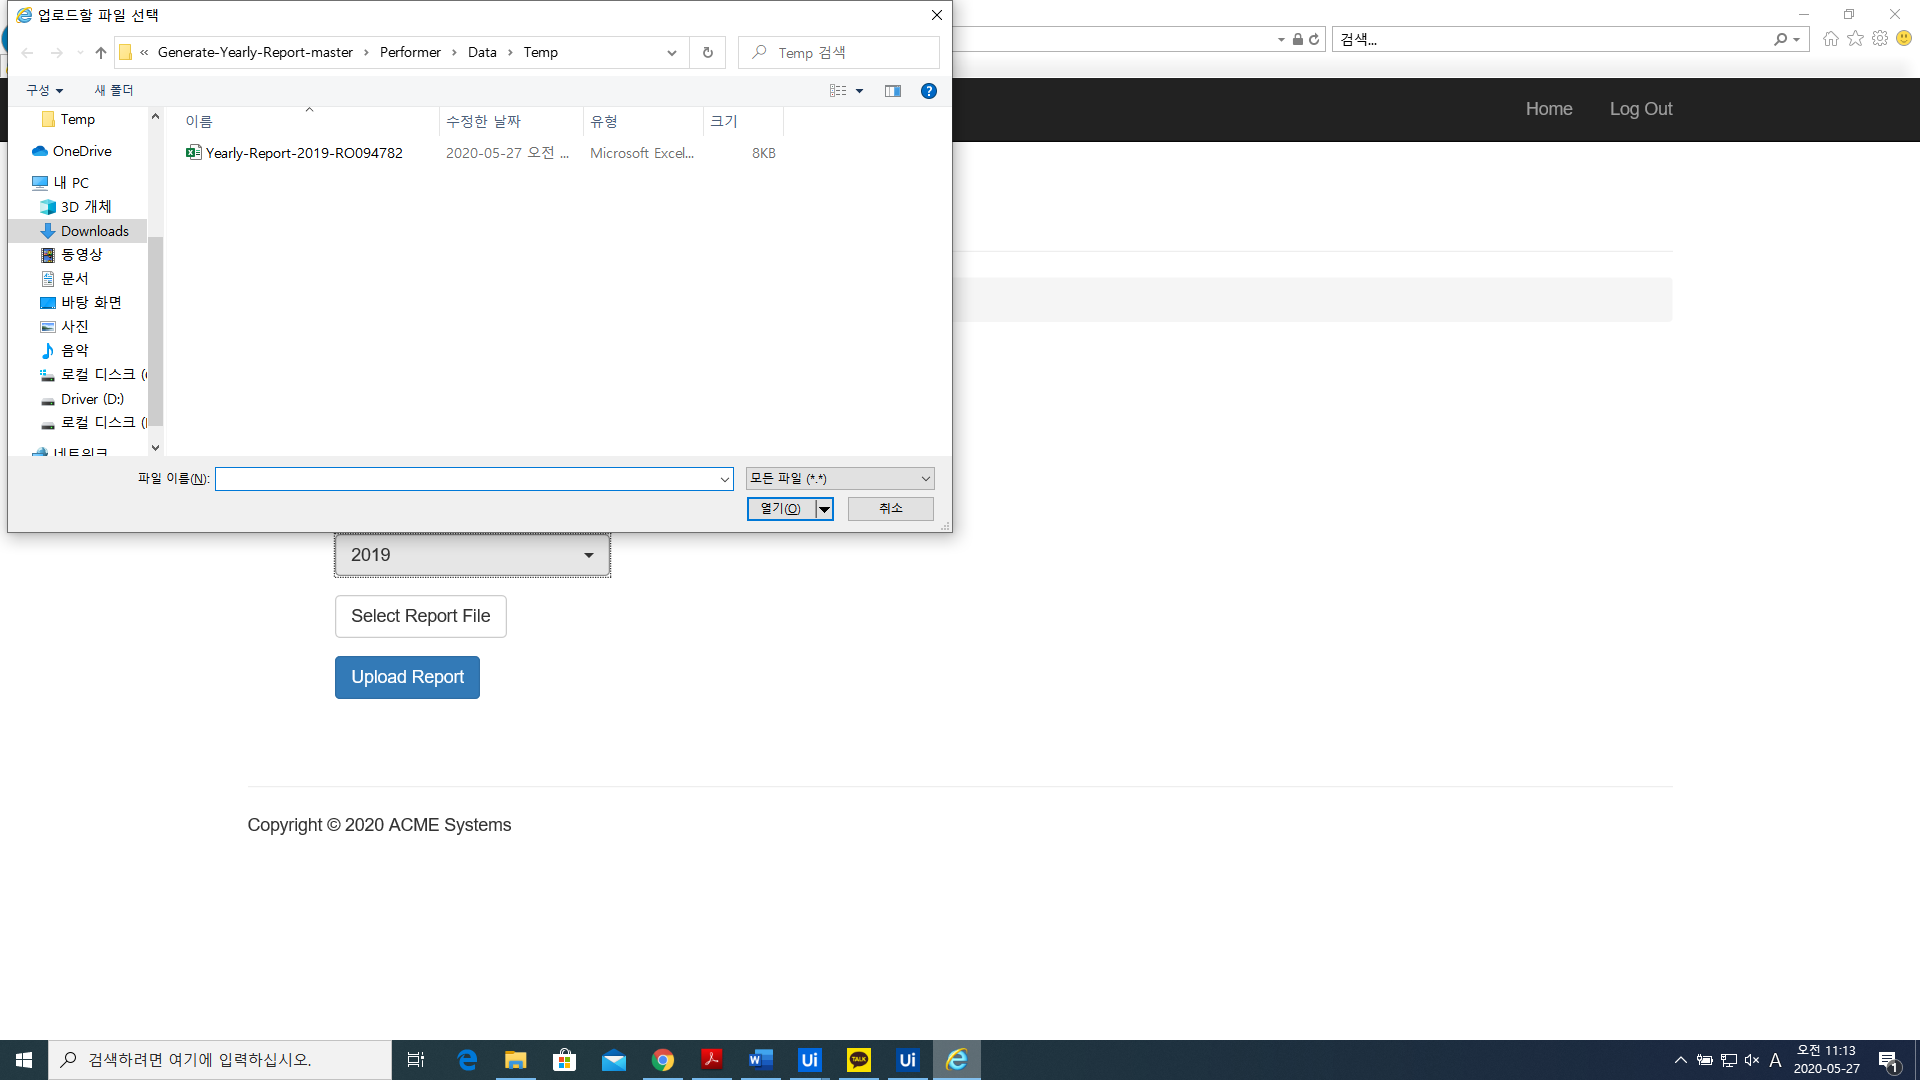 업로드할 파일 선택
« Generate-Yearly-Report-master › Performer › Data › Temp
Temp 검색
검색...
구성
새 폴더
Home
Log Out
이름
수정한 날짜
유형
크기
Yearly-Report-2019-RO094782
2020-05-27 오전 ...
Microsoft Excel...
8KB
Temp
OneDrive
내 PC
3D 개체
Downloads
동영상
문서
바탕 화면
사진
음악
로컬 디스크 (
Driver (D:)
로컬 디스크 (
네트워크
파일 이름(N):
모든 파일 (*.*)
열기(O)
취소
2019
Select Report File
Upload Report
Copyright © 2020 ACME Systems
검색하려면 여기에 입력하십시오.
W
Ui
TALK
Ui
A
오전 11:13
2020-05-27
1